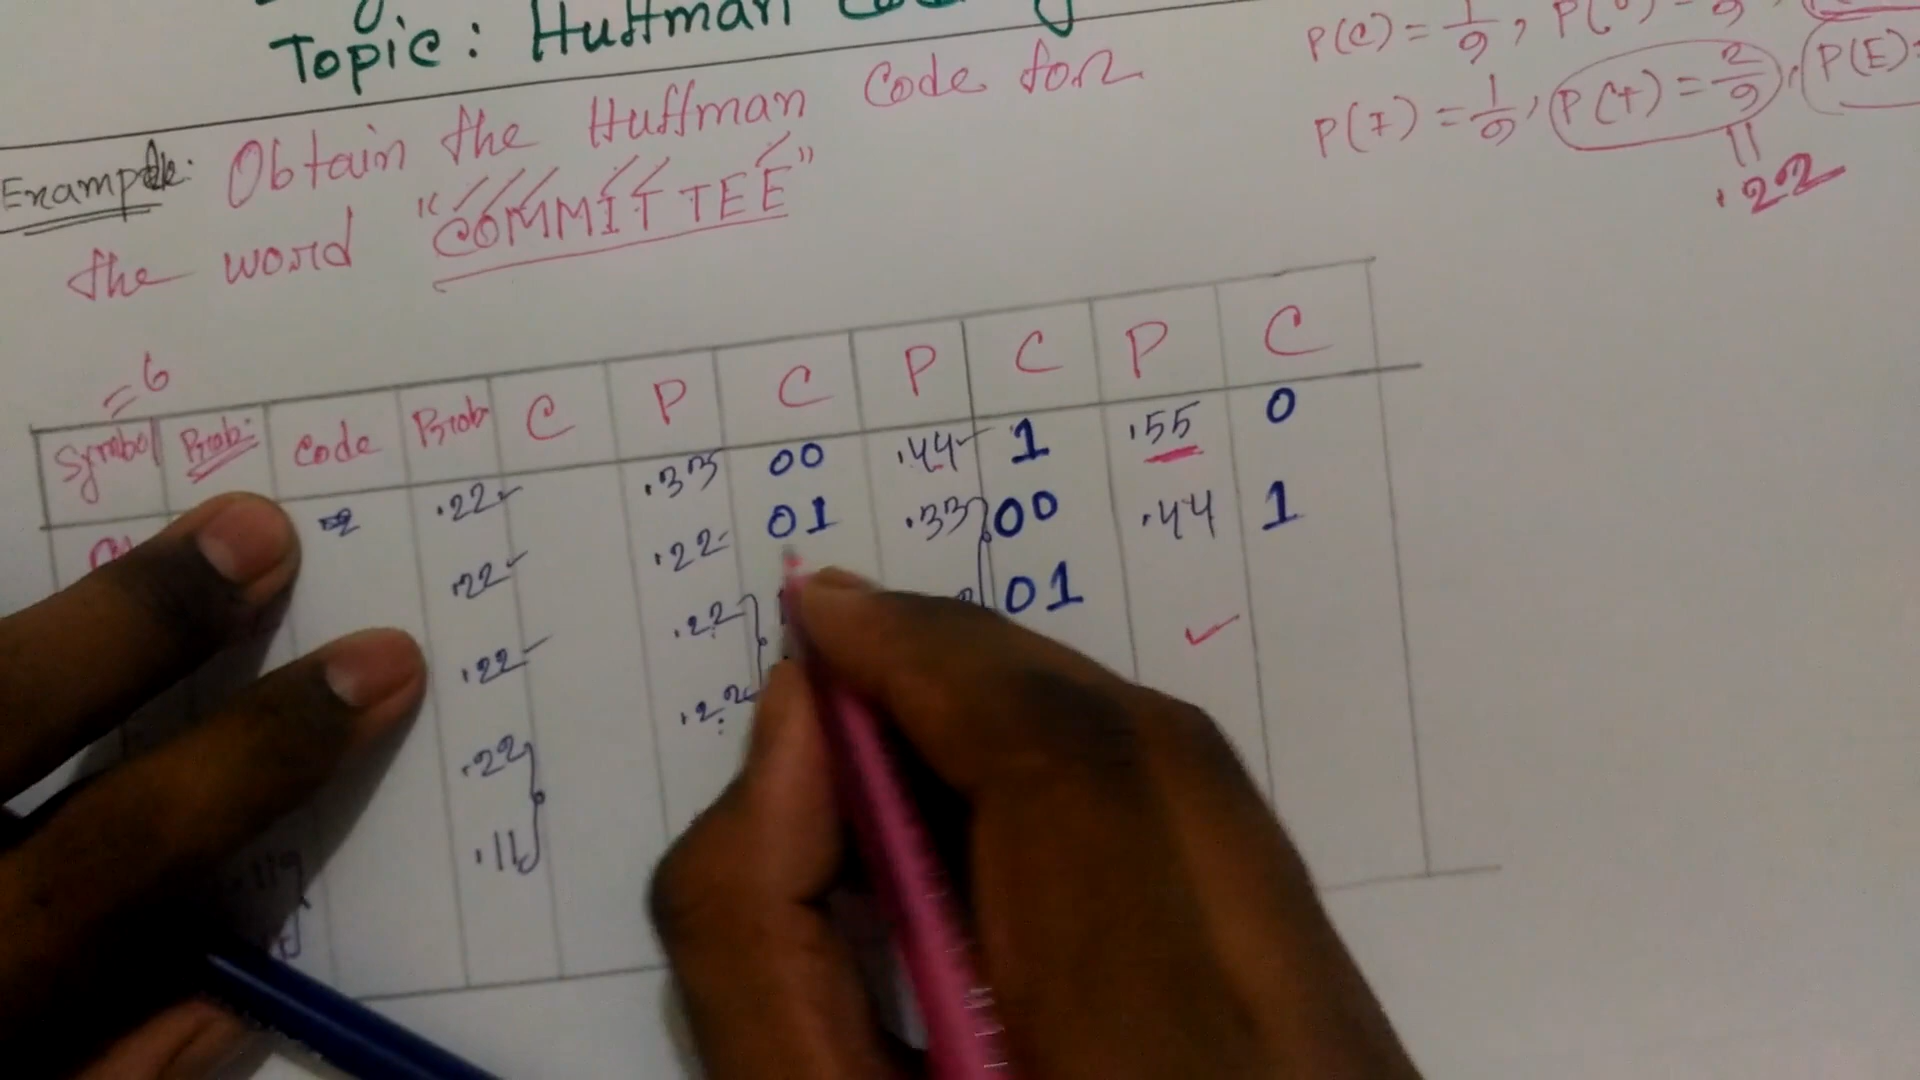 Topic: Huffman
P(C) = 1/9, P(O) =
P(I) = 1/9, P(T) = 2/9, P(E)=
.22
Example: Obtain the Huffman Code for
the word "COMMITTEE"
=6
Symbol Prob: Code Prob C P C P C P C
.22 .33 00 .44 1 .55 0
.22 .22 01 .33 00 .44 1
.22 .22 01
.22 .22
.11